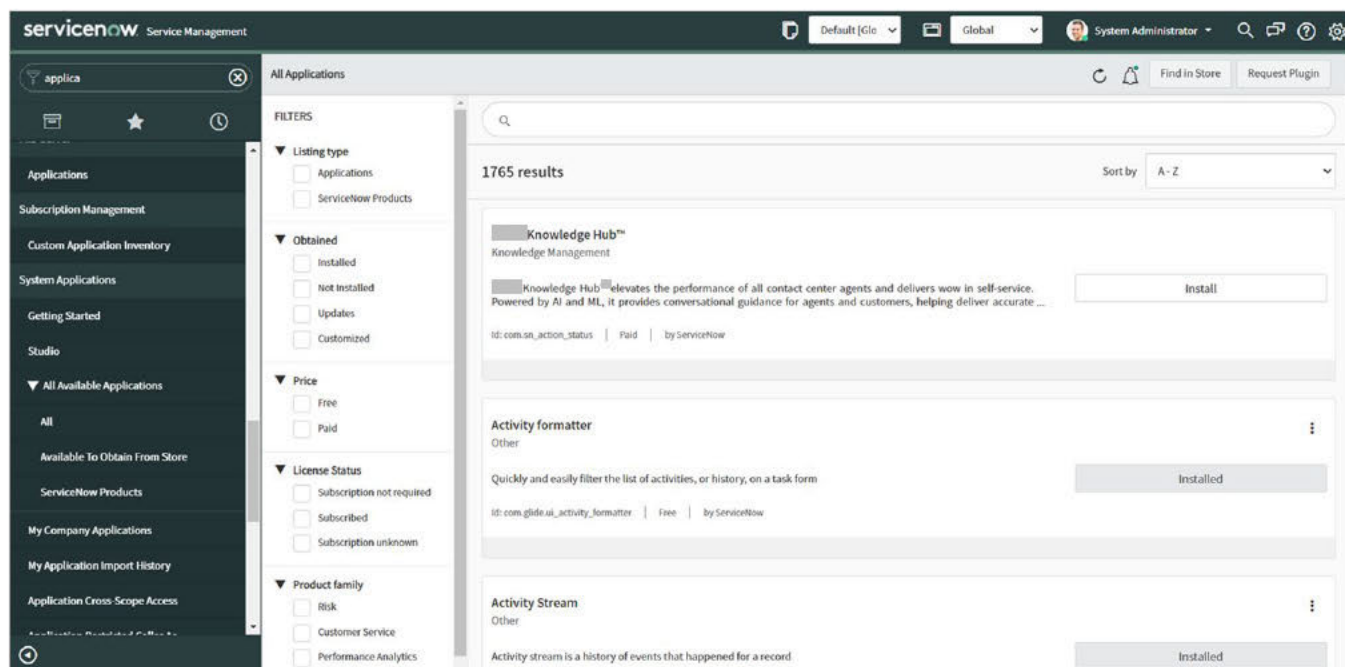 servicenow Service Management
Default [Glo
Global
System Administrator
applica
Applications
Subscription Management
Custom Application Inventory
System Applications
Getting Started
Studio
All Available Applications
All
Available To Obtain From Store
ServiceNow Products
My Company Applications
My Application Import History
Application Cross-Scope Access
All Applications
Find in Store
Request Plugin
FILTERS
Listing type
Applications
ServiceNow Products
Obtained
Installed
Not Installed
Updates
Customized
Price
Free
Paid
License Status
Subscription not required
Subscribed
Subscription unknown
Product family
Risk
Customer Service
Performance Analytics
1765 results
Sort by
A - Z
Knowledge Hub™
Knowledge Management
Knowledge Hub elevates the performance of all contact center agents and delivers wow in self-service.
Powered by AI and ML, it provides conversational guidance for agents and customers, helping deliver accurate ...
Install
Id: com.sn_action_status | Paid | by ServiceNow
Activity formatter
Other
Quickly and easily filter the list of activities, or history, on a task form
Installed
Id: com.glide.ui_activity_formatter | Free | by ServiceNow
Activity Stream
Other
Activity stream is a history of events that happened for a record
Installed